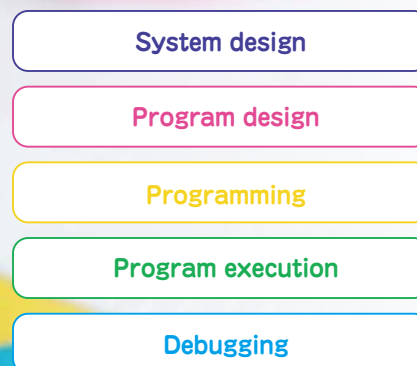 System design
Program design
Programming
Program execution
Debugging